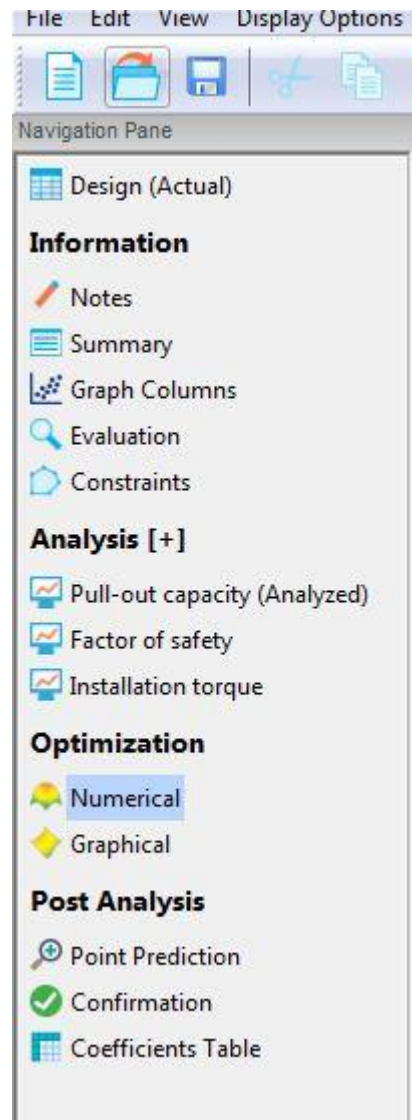 File Edit View Display Options
Navigation Pane
Design (Actual)
Information
Notes
Summary
Graph Columns
Evaluation
Constraints
Analysis [+]
Pull-out capacity (Analyzed)
Factor of safety
Installation torque
Optimization
Numerical
Graphical
Post Analysis
Point Prediction
Confirmation
Coefficients Table